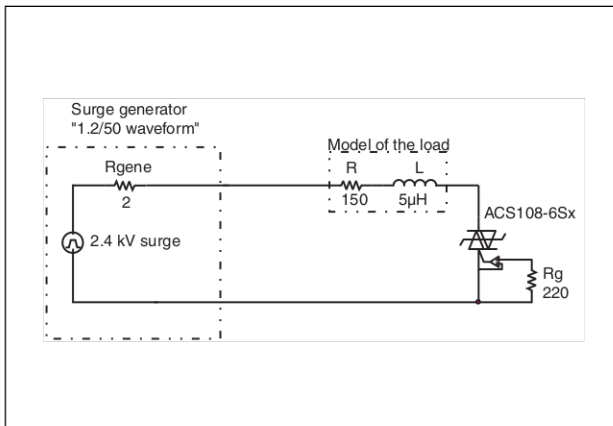 Surge generator
"1.2/50 waveform"
Model of the load
Rgene
R
L
2
150
5µH
ACS108-6Sx
2.4 kV surge
Rg
220